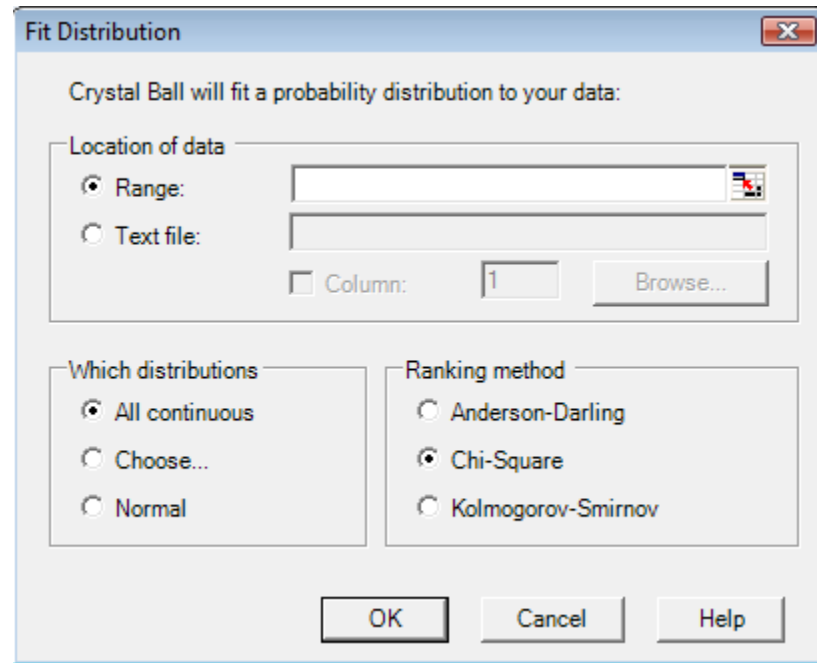 Fit Distribution
Crystal Ball will fit a probability distribution to your data:
Location of data
Range:
Text file:
Column: 1 Browse...
Which distributions
All continuous
Choose...
Normal
Ranking method
Anderson-Darling
Chi-Square
Kolmogorov-Smirnov
OK Cancel Help